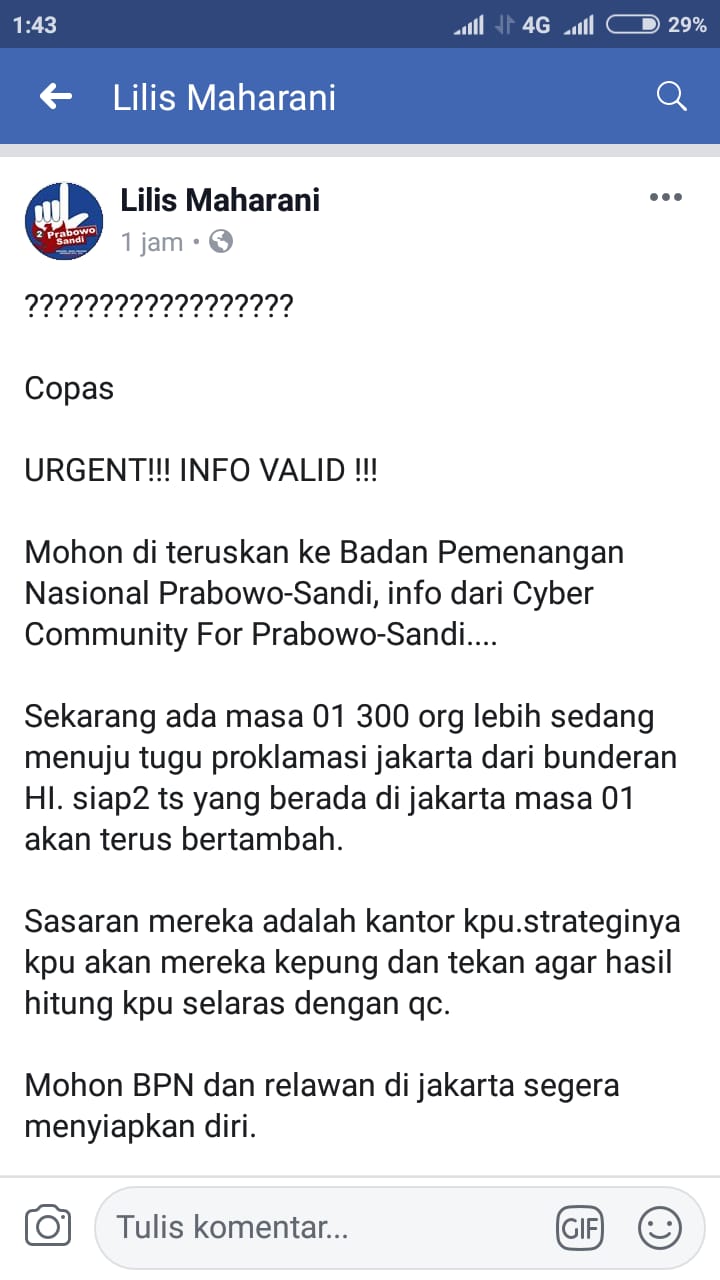 1:43 4G 29%
Lilis Maharani
Lilis Maharani
2 Prabowo
Sandi
1 jam
??????????????????
Copas
URGENT!!! INFO VALID !!!
Mohon di teruskan ke Badan Pemenangan
Nasional Prabowo-Sandi, info dari Cyber
Community For Prabowo-Sandi....
Sekarang ada masa 01 300 org lebih sedang
menuju tugu proklamasi jakarta dari bunderan
HI. siap2 ts yang berada di jakarta masa 01
akan terus bertambah.
Sasaran mereka adalah kantor kpu.strateginya
kpu akan mereka kepung dan tekan agar hasil
hitung kpu selaras dengan qc.
Mohon BPN dan relawan di jakarta segera
menyiapkan diri.
Tulis komentar...
GIF